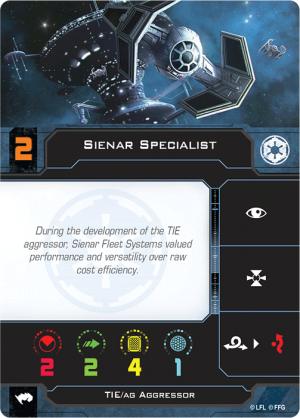 2
SIENAR SPECIALIST
During the development of the TIE
aggressor, Sienar Fleet Systems valued
performance and versatility over raw
cost efficiency.
2 2 4 1
TIE/AG AGGRESSOR
© LFL © FFG